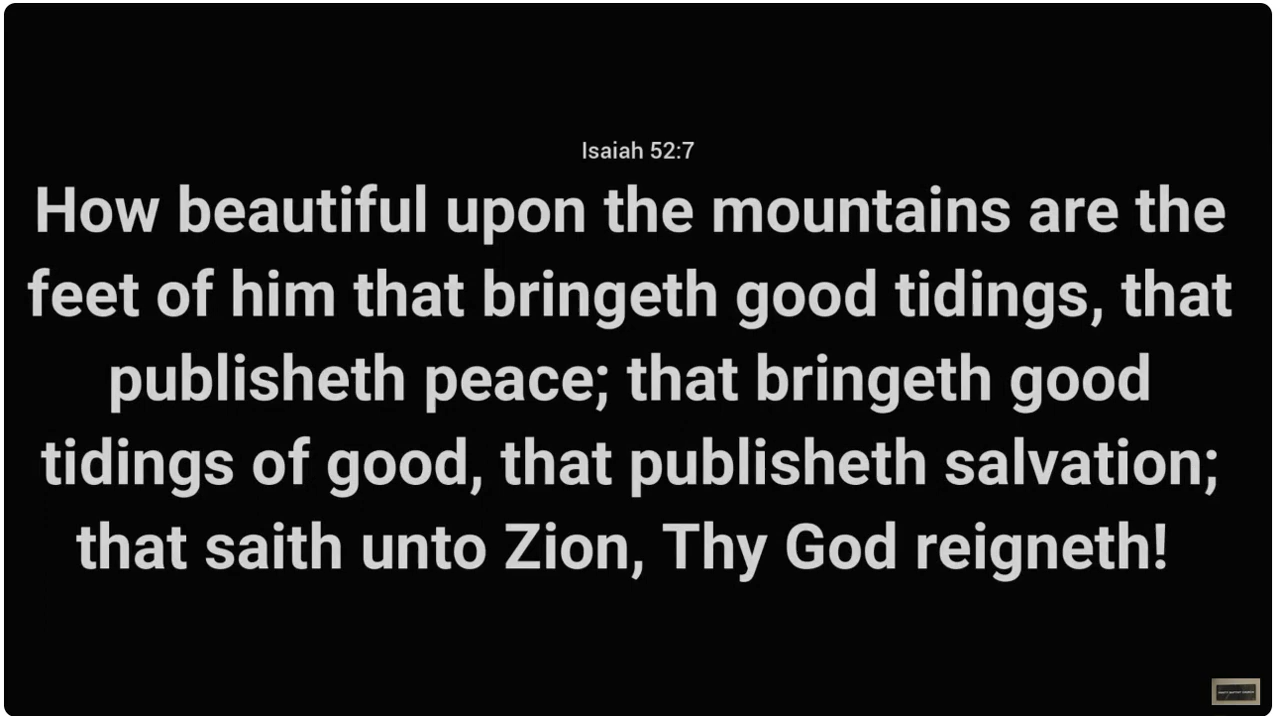 Isaiah 52:7
How beautiful upon the mountains are the
feet of him that bringeth good tidings, that
publisheth peace; that bringeth good
tidings of good, that publisheth salvation;
that saith unto Zion, Thy God reigneth!